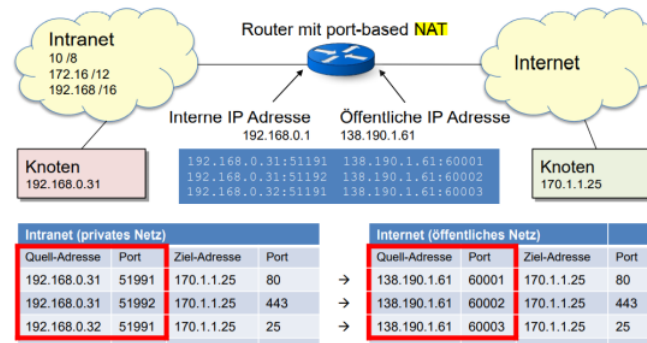 Router mit port-based NAT
Intranet
10 /8
172.16 /12
192.168 /16
Internet
Interne IP Adresse
192.168.0.1
Öffentliche IP Adresse
138.190.1.61
Knoten
192.168.0.31
192.168.0.31:51191 138.190.1.61:60001
192.168.0.31:51192 138.190.1.61:60002
192.168.0.32:51191 138.190.1.61:60003
Knoten
170.1.1.25
Intranet (privates Netz)
Quell-Adresse Port Ziel-Adresse Port
192.168.0.31 51991 170.1.1.25 80 →
192.168.0.31 51992 170.1.1.25 443 →
192.168.0.32 51991 170.1.1.25 25 →
Internet (öffentliches Netz)
Quell-Adresse Port Ziel-Adresse Port
138.190.1.61 60001 170.1.1.25 80
138.190.1.61 60002 170.1.1.25 443
138.190.1.61 60003 170.1.1.25 25